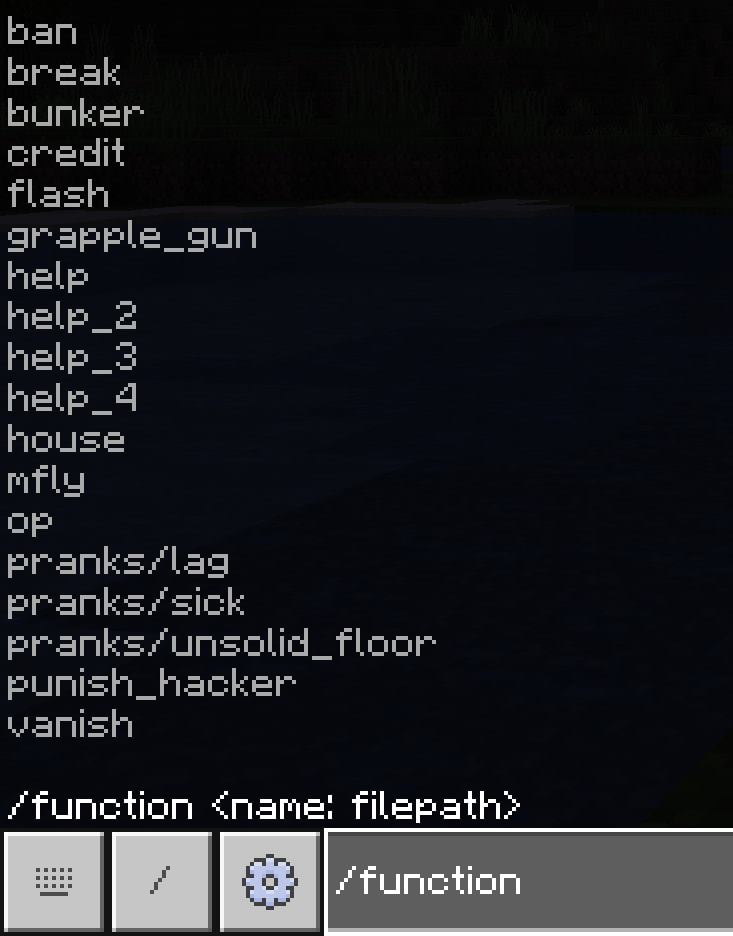 ban
break
bunker
credit
flash
grapple_gun
help
help_2
help_3
help_4
house
mfly
op
pranks/lag
pranks/sick
pranks/unsolid_floor
punish_hacker
vanish
/function <name: filepath>
/
/function